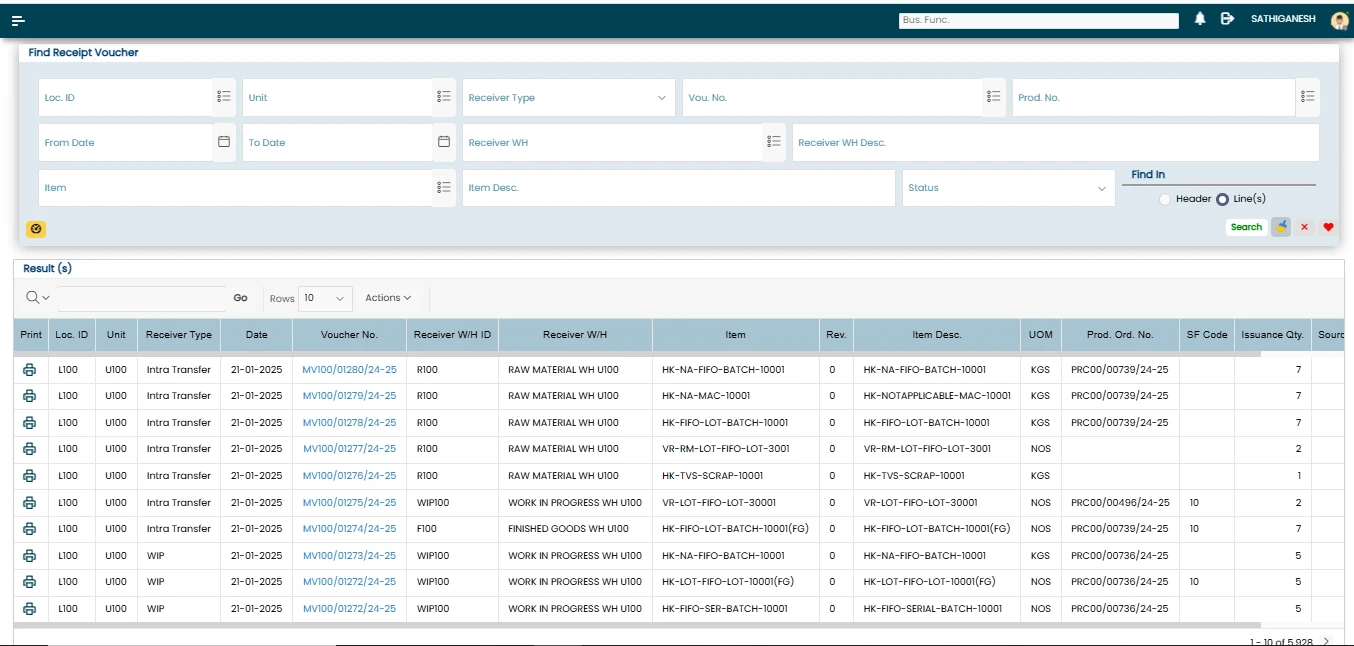 Bus. Func. SATHIGANESH
Find Receipt Voucher
Loc. ID Unit Receiver Type Vou. No. Prod. No.
From Date To Date Receiver WH Receiver WH Desc.
Item Item Desc. Status Find In
Header Line(s)
Search
Result (s)
Go Rows 10 Actions
Print Loc. ID Unit Receiver Type Date Voucher No. Receiver W/H ID Receiver W/H Item Rev. Item Desc. UOM Prod. Ord. No. SF Code Issuance Qty. Sourc
L100 U100 Intra Transfer 21-01-2025 MV100/01280/24-25 R100 RAW MATERIAL WH U100 HK-NA-FIFO-BATCH-10001 0 HK-NA-FIFO-BATCH-10001 KGS PRC00/00739/24-25 7
L100 U100 Intra Transfer 21-01-2025 MV100/01279/24-25 R100 RAW MATERIAL WH U100 HK-NA-MAC-10001 0 HK-NOTAPPLICABLE-MAC-10001 KGS PRC00/00739/24-25 7
L100 U100 Intra Transfer 21-01-2025 MV100/01278/24-25 R100 RAW MATERIAL WH U100 HK-FIFO-LOT-BATCH-10001 0 HK-FIFO-LOT-BATCH-10001 KGS PRC00/00739/24-25 7
L100 U100 Intra Transfer 21-01-2025 MV100/01277/24-25 R100 RAW MATERIAL WH U100 VR-RM-LOT-FIFO-LOT-3001 0 VR-RM-LOT-FIFO-LOT-3001 NOS 2
L100 U100 Intra Transfer 21-01-2025 MV100/01276/24-25 R100 RAW MATERIAL WH U100 HK-TVS-SCRAP-10001 0 HK-TVS-SCRAP-10001 KGS 1
L100 U100 Intra Transfer 21-01-2025 MV100/01275/24-25 WIP100 WORK IN PROGRESS WH U100 VR-LOT-FIFO-LOT-30001 0 VR-LOT-FIFO-LOT-30001 NOS PRC00/00496/24-25 10 2
L100 U100 Intra Transfer 21-01-2025 MV100/01274/24-25 F100 FINISHED GOODS WH U100 HK-FIFO-LOT-BATCH-10001(FG) 0 HK-FIFO-LOT-BATCH-10001(FG) NOS PRC00/00739/24-25 10 7
L100 U100 WIP 21-01-2025 MV100/01273/24-25 WIP100 WORK IN PROGRESS WH U100 HK-NA-FIFO-BATCH-10001 0 HK-NA-FIFO-BATCH-10001 KGS PRC00/00736/24-25 5
L100 U100 WIP 21-01-2025 MV100/01272/24-25 WIP100 WORK IN PROGRESS WH U100 HK-LOT-FIFO-LOT-10001(FG) 0 HK-LOT-FIFO-LOT-10001(FG) NOS PRC00/00736/24-25 10 5
L100 U100 WIP 21-01-2025 MV100/01272/24-25 WIP100 WORK IN PROGRESS WH U100 HK-FIFO-SER-BATCH-10001 0 HK-FIFO-SERIAL-BATCH-10001 NOS PRC00/00736/24-25 5
1 - 10 of 5,928